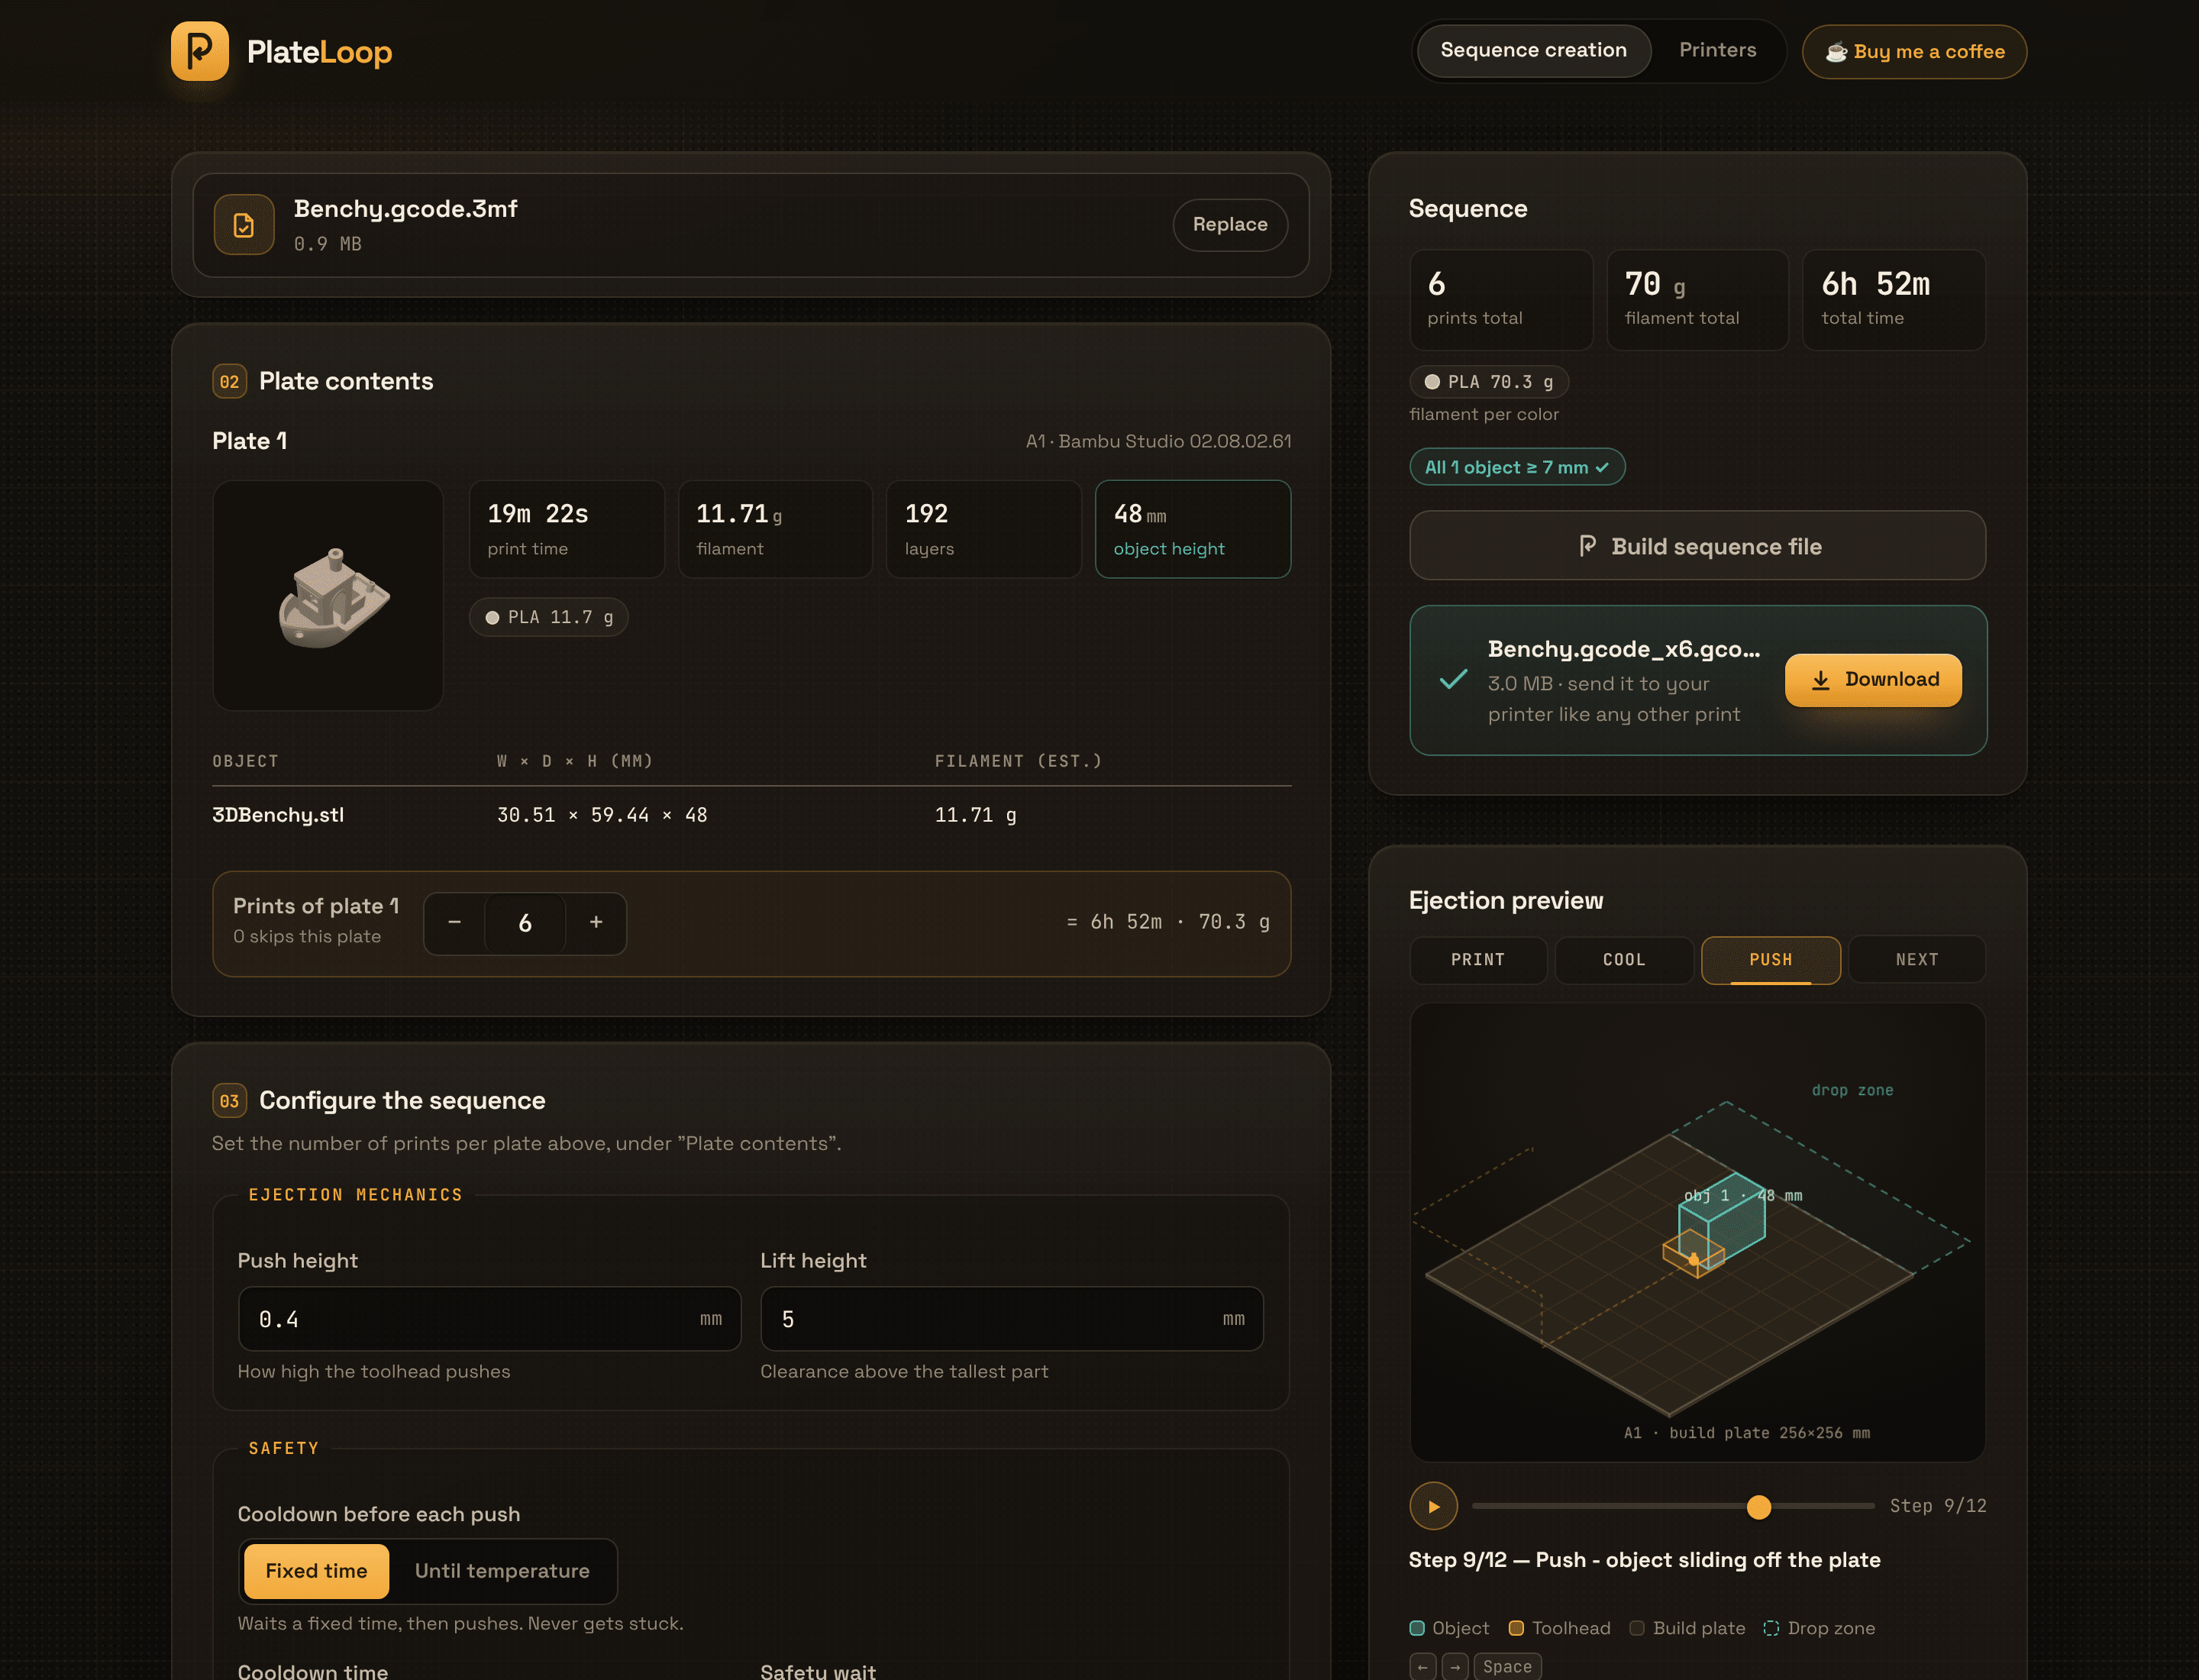 PlateLoop
Sequence creation
Printers
☕ Buy me a coffee
Benchy.gcode.3mf
0.9 MB
Replace
02 Plate contents
Plate 1
A1 · Bambu Studio 02.08.02.61
19m 22s
print time
11.71 g
filament
192
layers
48 mm
object height
PLA 11.7 g
OBJECT W × D × H (MM) FILAMENT (EST.)
3DBenchy.stl 30.51 × 59.44 × 48 11.71 g
Prints of plate 1
0 skips this plate
− 6 +
= 6h 52m · 70.3 g
03 Configure the sequence
Set the number of prints per plate above, under ”Plate contents”.
EJECTION MECHANICS
Push height
0.4 mm
How high the toolhead pushes
Lift height
5 mm
Clearance above the tallest part
SAFETY
Cooldown before each push
Fixed time
Until temperature
Waits a fixed time, then pushes. Never gets stuck.
Cooldown time
Safety wait
Sequence
6
prints total
70 g
filament total
6h 52m
total time
PLA 70.3 g
filament per color
All 1 object ≥ 7 mm ✓
Build sequence file
Benchy.gcode_x6.gco...
3.0 MB · send it to your
printer like any other print
Download
Ejection preview
PRINT
COOL
PUSH
NEXT
drop zone
obj 1 · 48 mm
A1 · build plate 256×256 mm
Step 9/12
Step 9/12 — Push - object sliding off the plate
Object
Toolhead
Build plate
Drop zone
← → Space